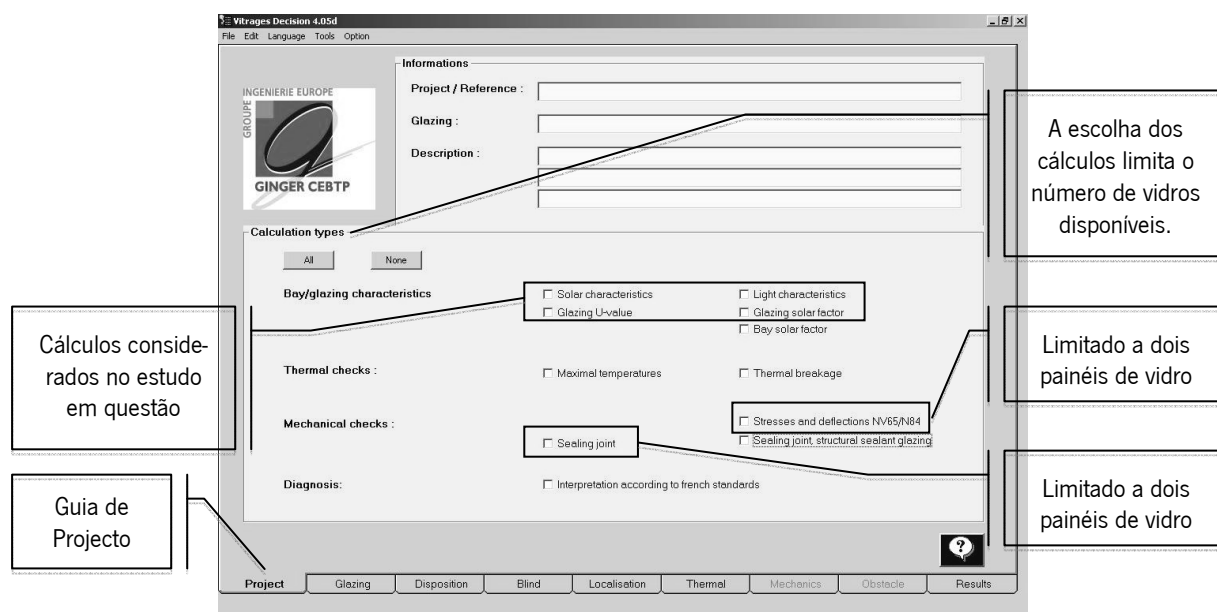 Vitrages Decision 4.05d
File Edit Language Tools Option
INGENIERIE EUROPE
GROUPE
GINGER CEBTP
Informations
Project / Reference :
Glazing :
Description :
A escolha dos
cálculos limita o
número de vidros
disponíveis.
Calculation types
All None
Bay/glazing characteristics
Solar characteristics Light characteristics
Glazing U-value Glazing solar factor
Bay solar factor
Cálculos conside-
rados no estudo
em questão
Limitado a dois
painéis de vidro
Thermal checks :
Maximal temperatures Thermal breakage
Mechanical checks :
Stresses and deflections NV65/N84
Sealing joint Sealing joint, structural sealant glazing
Limitado a dois
painéis de vidro
Diagnosis:
Interpretation according to french standards
Guia de
Projecto
?
Project Glazing Disposition Blind Localisation Thermal Mechanics Obstacle Results